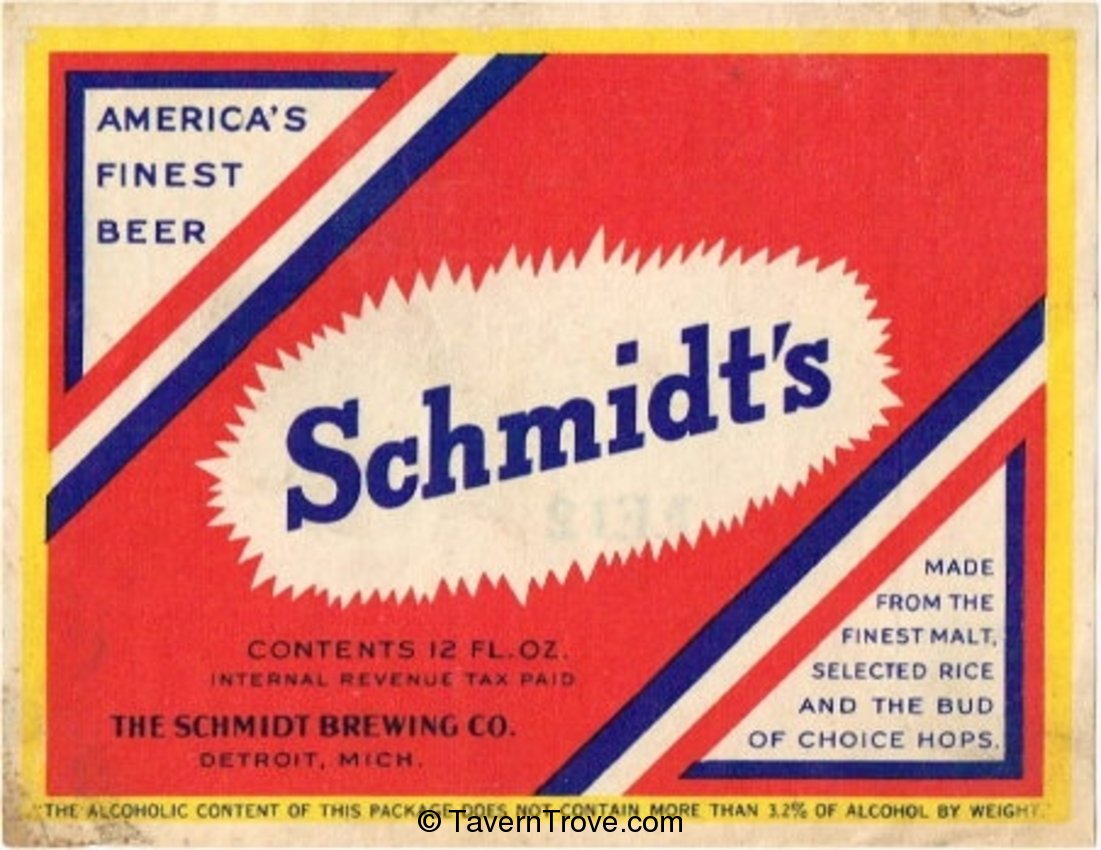 AMERICA'S
FINEST
BEER
Schmidt's
MADE
FROM THE
FINEST MALT,
SELECTED RICE
AND THE BUD
OF CHOICE HOPS.
CONTENTS 12 FL. OZ.
INTERNAL REVENUE TAX PAID
THE SCHMIDT BREWING CO.
DETROIT, MICH.
"THE ALCOHOLIC CONTENT OF THIS PACKAGE DOES NOT CONTAIN MORE THAN 3.2% OF ALCOHOL BY WEIGHT."
© TavernTrove.com